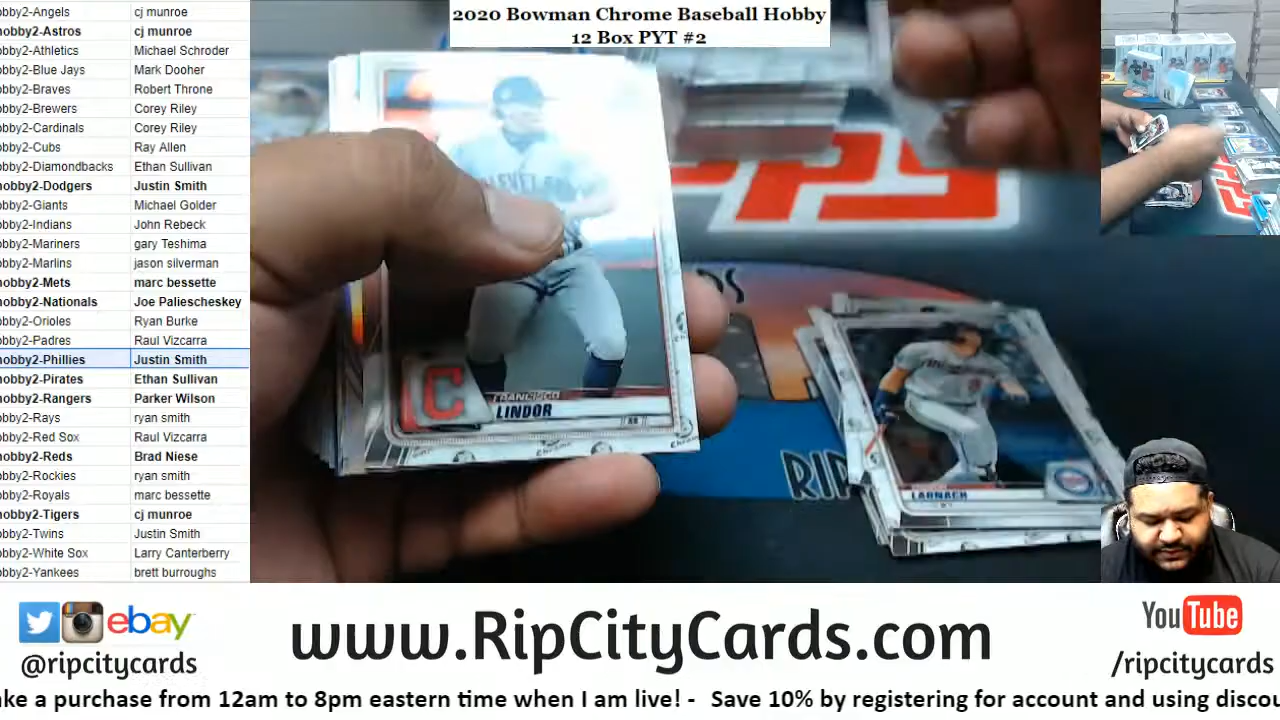 2020 Bowman Chrome Baseball Hobby
12 Box PYT #2
obby2-Angels cj munroe
hobby2-Astros cj munroe
obby2-Athletics Michael Schroder
obby2-Blue Jays Mark Dooher
obby2-Braves Robert Throne
obby2-Brewers Corey Riley
obby2-Cardinals Corey Riley
obby2-Cubs Ray Allen
obby2-Diamondbacks Ethan Sullivan
hobby2-Dodgers Justin Smith
obby2-Giants Michael Golder
obby2-Indians John Rebeck
obby2-Mariners gary Teshima
obby2-Marlins jason silverman
hobby2-Mets marc bessette
hobby2-Nationals Joe Paliescheskey
obby2-Orioles Ryan Burke
obby2-Padres Raul Vizcarra
hobby2-Phillies Justin Smith
hobby2-Pirates Ethan Sullivan
hobby2-Rangers Parker Wilson
obby2-Rays ryan smith
obby2-Red Sox Raul Vizcarra
hobby2-Reds Brad Niese
obby2-Rockies ryan smith
obby2-Royals marc bessette
hobby2-Tigers cj munroe
obby2-Twins Justin Smith
obby2-White Sox Larry Canterbery
obby2-Yankees brett burroughs
C
FRANCISCO
LINDOR
LARNACH
RIP
ebay
@ripcitycards
www.RipCityCards.com
YouTube
/ripcitycards
ake a purchase from 12am to 8pm eastern time when I am live! - Save 10% by registering for account and using discou